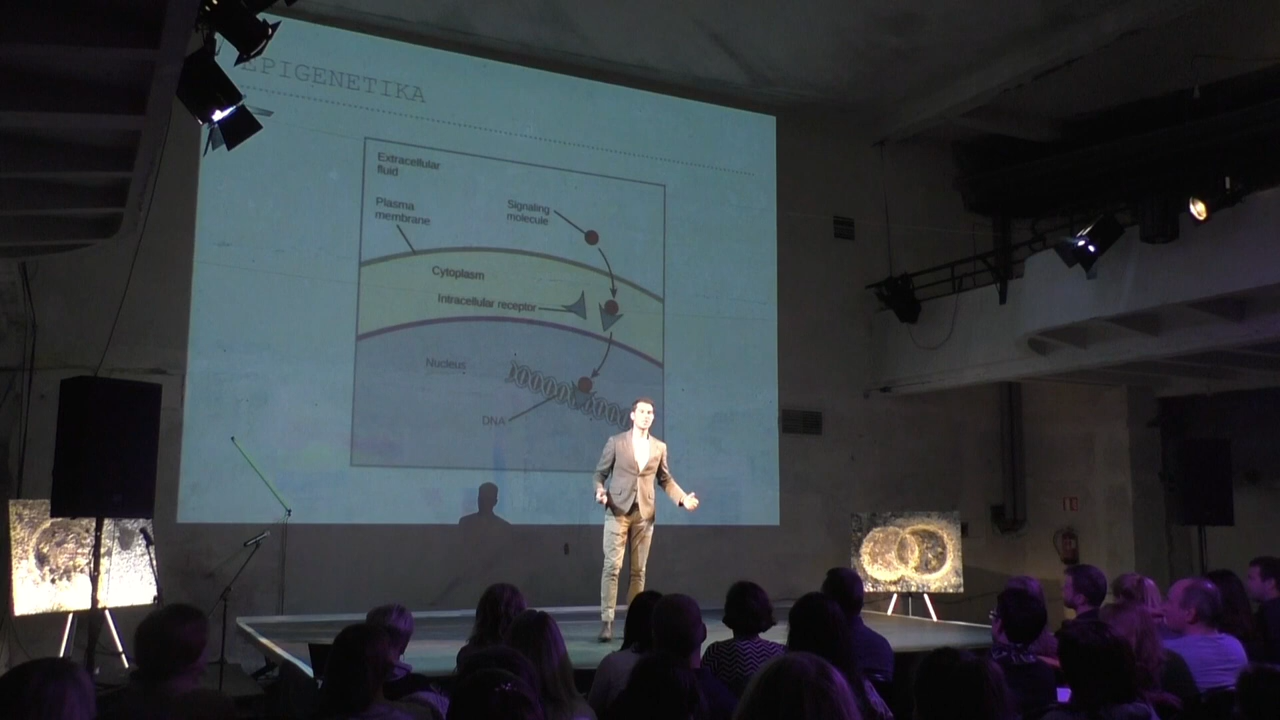 EPIGENETIKA
Extracellular
fluid
Plasma
membrane
Signaling
molecule
Cytoplasm
Intracellular receptor
Nucleus
DNA